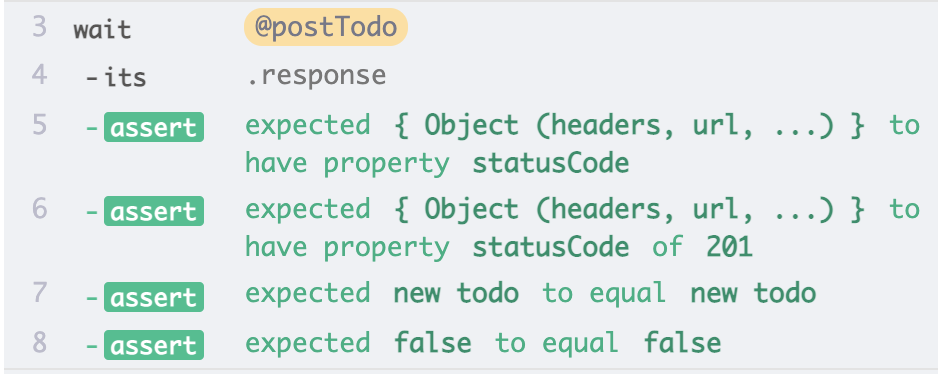 3 wait @postTodo
4 -its .response
5 -assert expected { Object (headers, url, ...) } to
have property statusCode
6 -assert expected { Object (headers, url, ...) } to
have property statusCode of 201
7 -assert expected new todo to equal new todo
8 -assert expected false to equal false